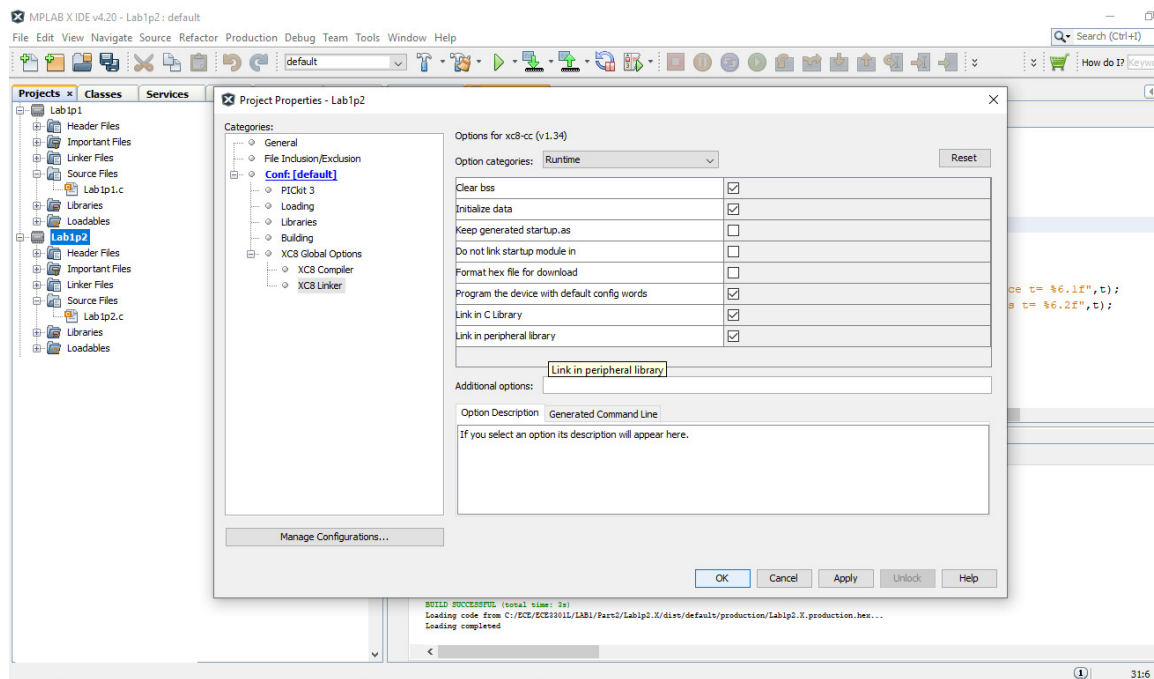 MPLAB X IDE v4.20 - Lab1p2 : default
File Edit View Navigate Source Refactor Production Debug Team Tools Window Help
Search (Ctrl+I)
default
How do I?
Projects × Classes Services
Lab1p1
Header Files
Important Files
Linker Files
Source Files
Lab1p1.c
Libraries
Loadables
Lab1p2
Header Files
Important Files
Linker Files
Source Files
Lab1p2.c
Libraries
Loadables
Project Properties - Lab1p2
Categories:
General
File Inclusion/Exclusion
Conf: [default]
PICkit 3
Loading
Libraries
Building
XC8 Global Options
XC8 Compiler
XC8 Linker
Manage Configurations...
Options for xc8-cc (v1.34)
Option categories: Runtime
Reset
Clear bss
Initialize data
Keep generated startup.as
Do not link startup module in
Format hex file for download
Program the device with default config words
Link in C Library
Link in peripheral library
Link in peripheral library
Additional options:
Option Description Generated Command Line
If you select an option its description will appear here.
OK Cancel Apply Unlock Help
ce t= %6.1f",t);
s t= %6.2f",t);
BUILD SUCCESSFUL (total time: 2s)
Loading code from C:/ECE/ECE3301L/LAB1/Part2/Lab1p2.X/dist/default/production/Lab1p2.X.production.hex...
Loading completed
1 31:6